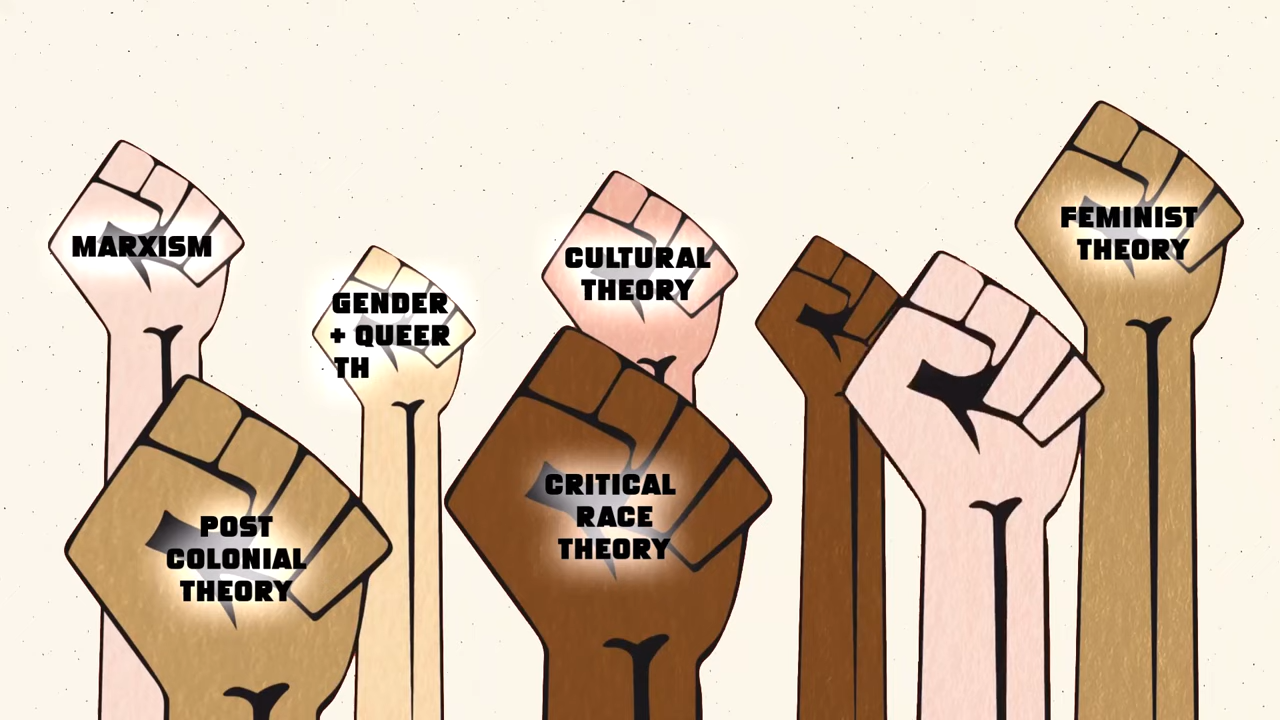 MARXISM
GENDER
+ QUEER
TH
CULTURAL
THEORY
FEMINIST
THEORY
POST
COLONIAL
THEORY
CRITICAL
RACE
THEORY